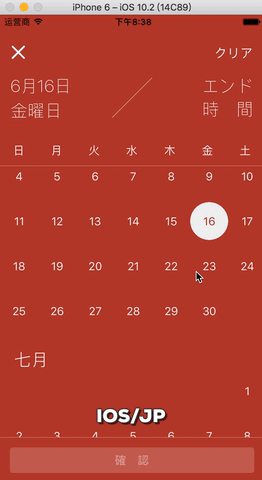 iPhone 6 – iOS 10.2 (14C89)
运营商 下午8:38
クリア
6月16日
金曜日
エンド
時間
日 月 火 水 木 金 土
4 5 6 7 8 9 10
11 12 13 14 15 16 17
18 19 20 21 22 23 24
25 26 27 28 29 30
七月
1
IOS/JP
2 3 4 5 6 7 8
確認